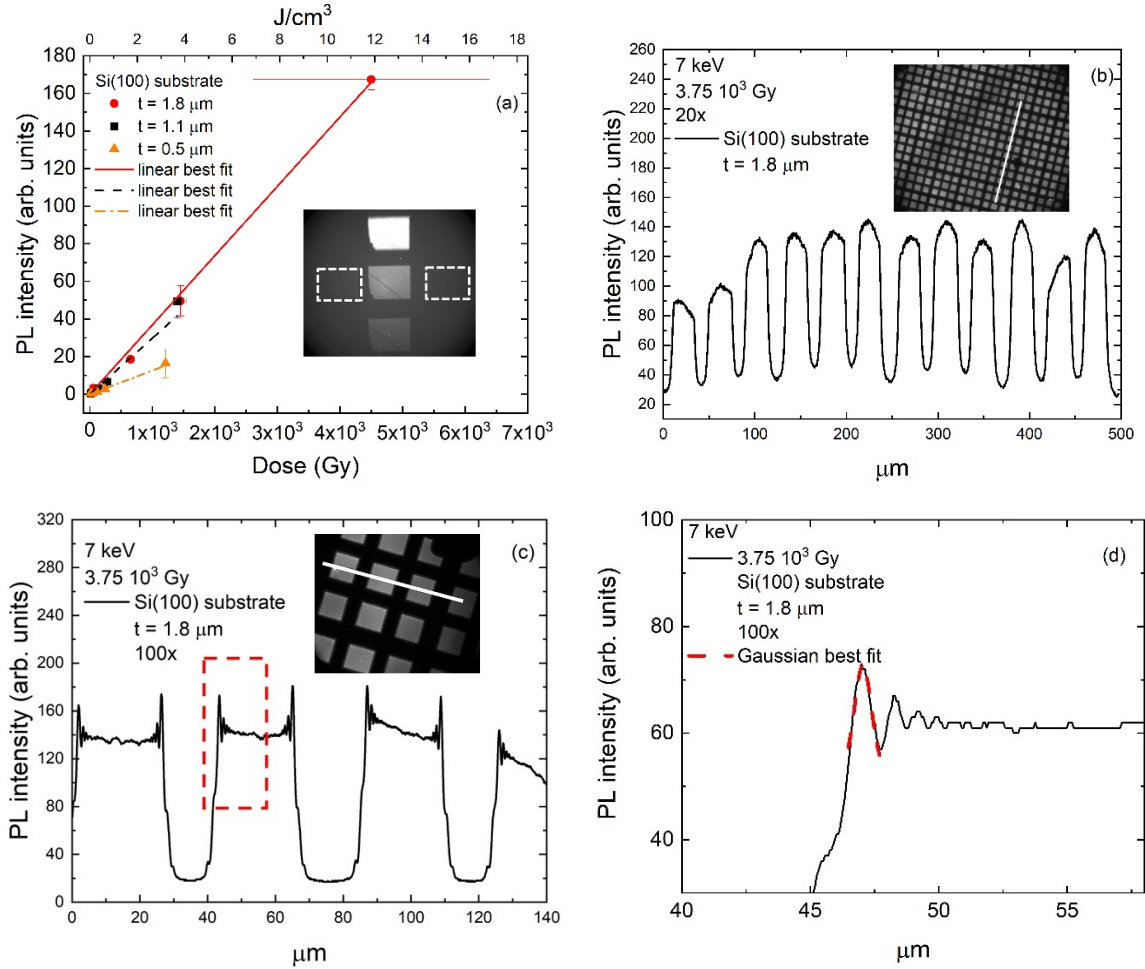 J/cm³
0 2 4 6 8 10 12 14 16 18
180
160
140
120
100
80
60
40
20
0
PL intensity (arb. units)
Si(100) substrate
t = 1.8 μm
t = 1.1 μm
t = 0.5 μm
linear best fit
linear best fit
linear best fit
(a)
0 1x10³ 2x10³ 3x10³ 4x10³ 5x10³ 6x10³ 7x10³
Dose (Gy)
260
240
220
200
180
160
140
120
100
80
60
40
20
PL intensity (arb. units)
7 keV
3.75 10³ Gy
20x
Si(100) substrate
t = 1.8 μm
(b)
0 100 200 300 400 500
μm
320
280
240
200
160
120
80
40
0
PL intensity (arb. units)
7 keV
3.75 10³ Gy
Si(100) substrate
t = 1.8 μm
100x
(c)
0 20 40 60 80 100 120 140
μm
100
80
60
40
PL intensity (arb. units)
7 keV
3.75 10³ Gy
Si(100) substrate
t = 1.8 μm
100x
Gaussian best fit
(d)
40 45 50 55
μm